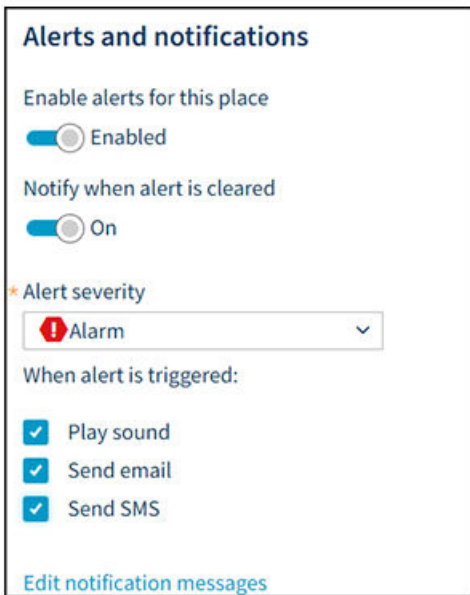 Alerts and notifications
Enable alerts for this place
Enabled
Notify when alert is cleared
On
* Alert severity
! Alarm
When alert is triggered:
Play sound
Send email
Send SMS
Edit notification messages